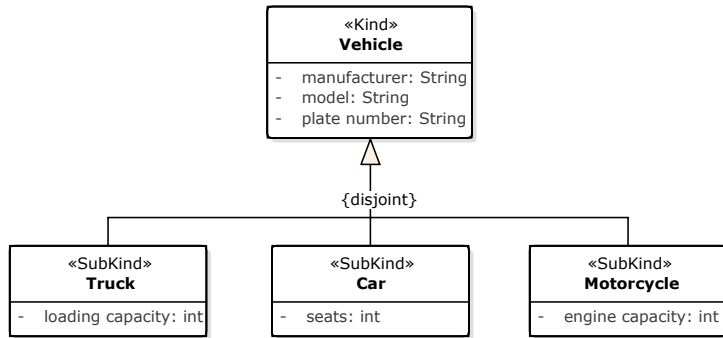 «Kind»
Vehicle
- manufacturer: String
- model: String
- plate number: String
{disjoint}
«SubKind»
Truck
- loading capacity: int
«SubKind»
Car
- seats: int
«SubKind»
Motorcycle
- engine capacity: int